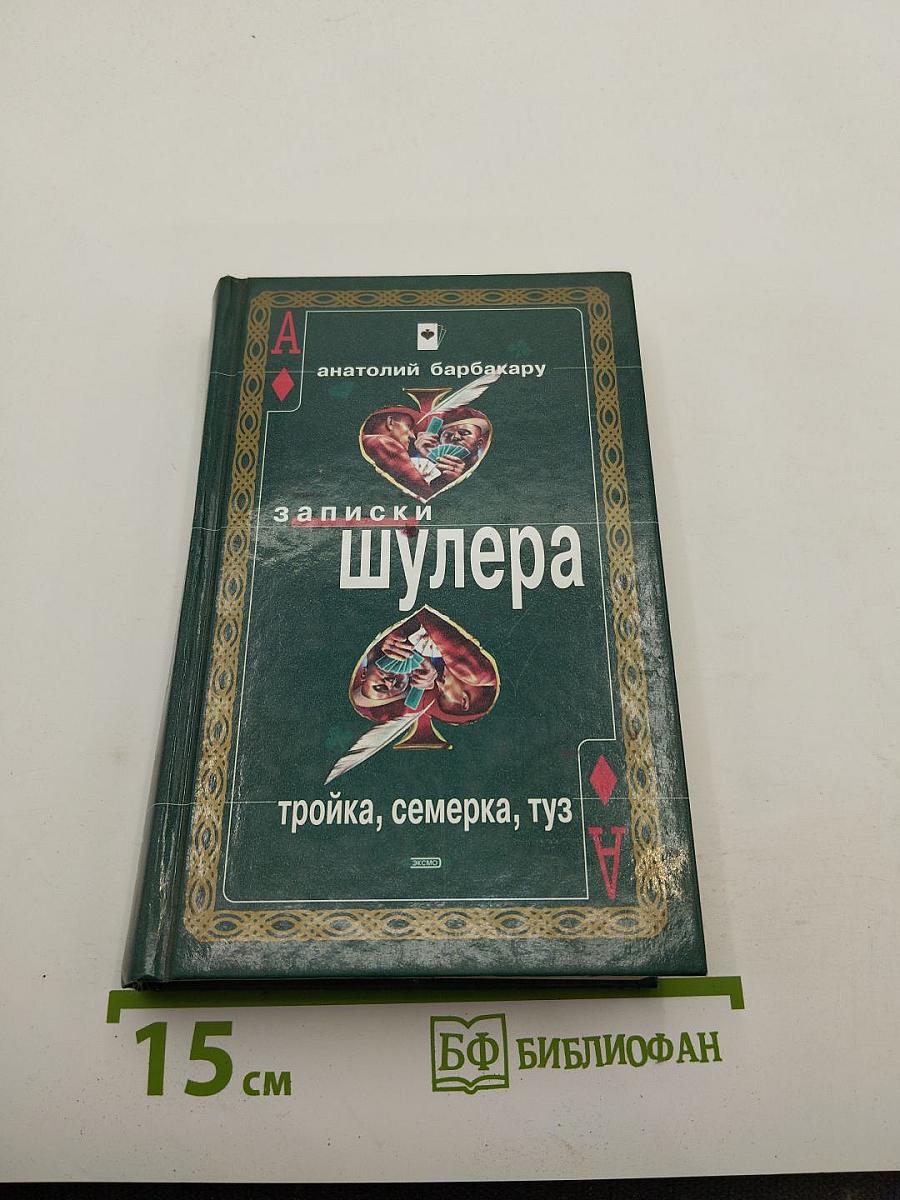 А
анатолий барбакару
записки
шулера
тройка, семерка, туз
ЭКСМО
А
15 см
БФ БИБЛИОФАН